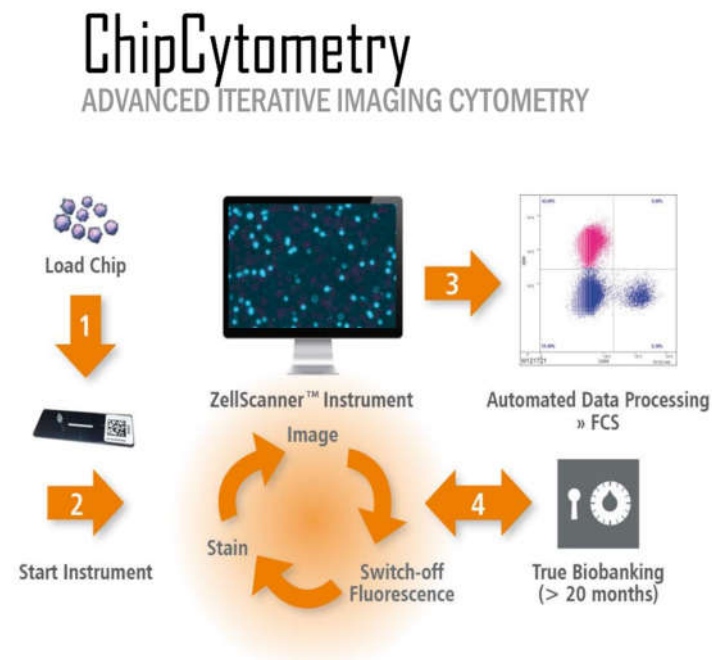 ChipCytometry
ADVANCED ITERATIVE IMAGING CYTOMETRY
Load Chip
1
3
ZellScanner™ Instrument
Automated Data Processing
» FCS
Image
2
4
Stain
Start Instrument
Switch-off
Fluorescence
True Biobanking
(> 20 months)